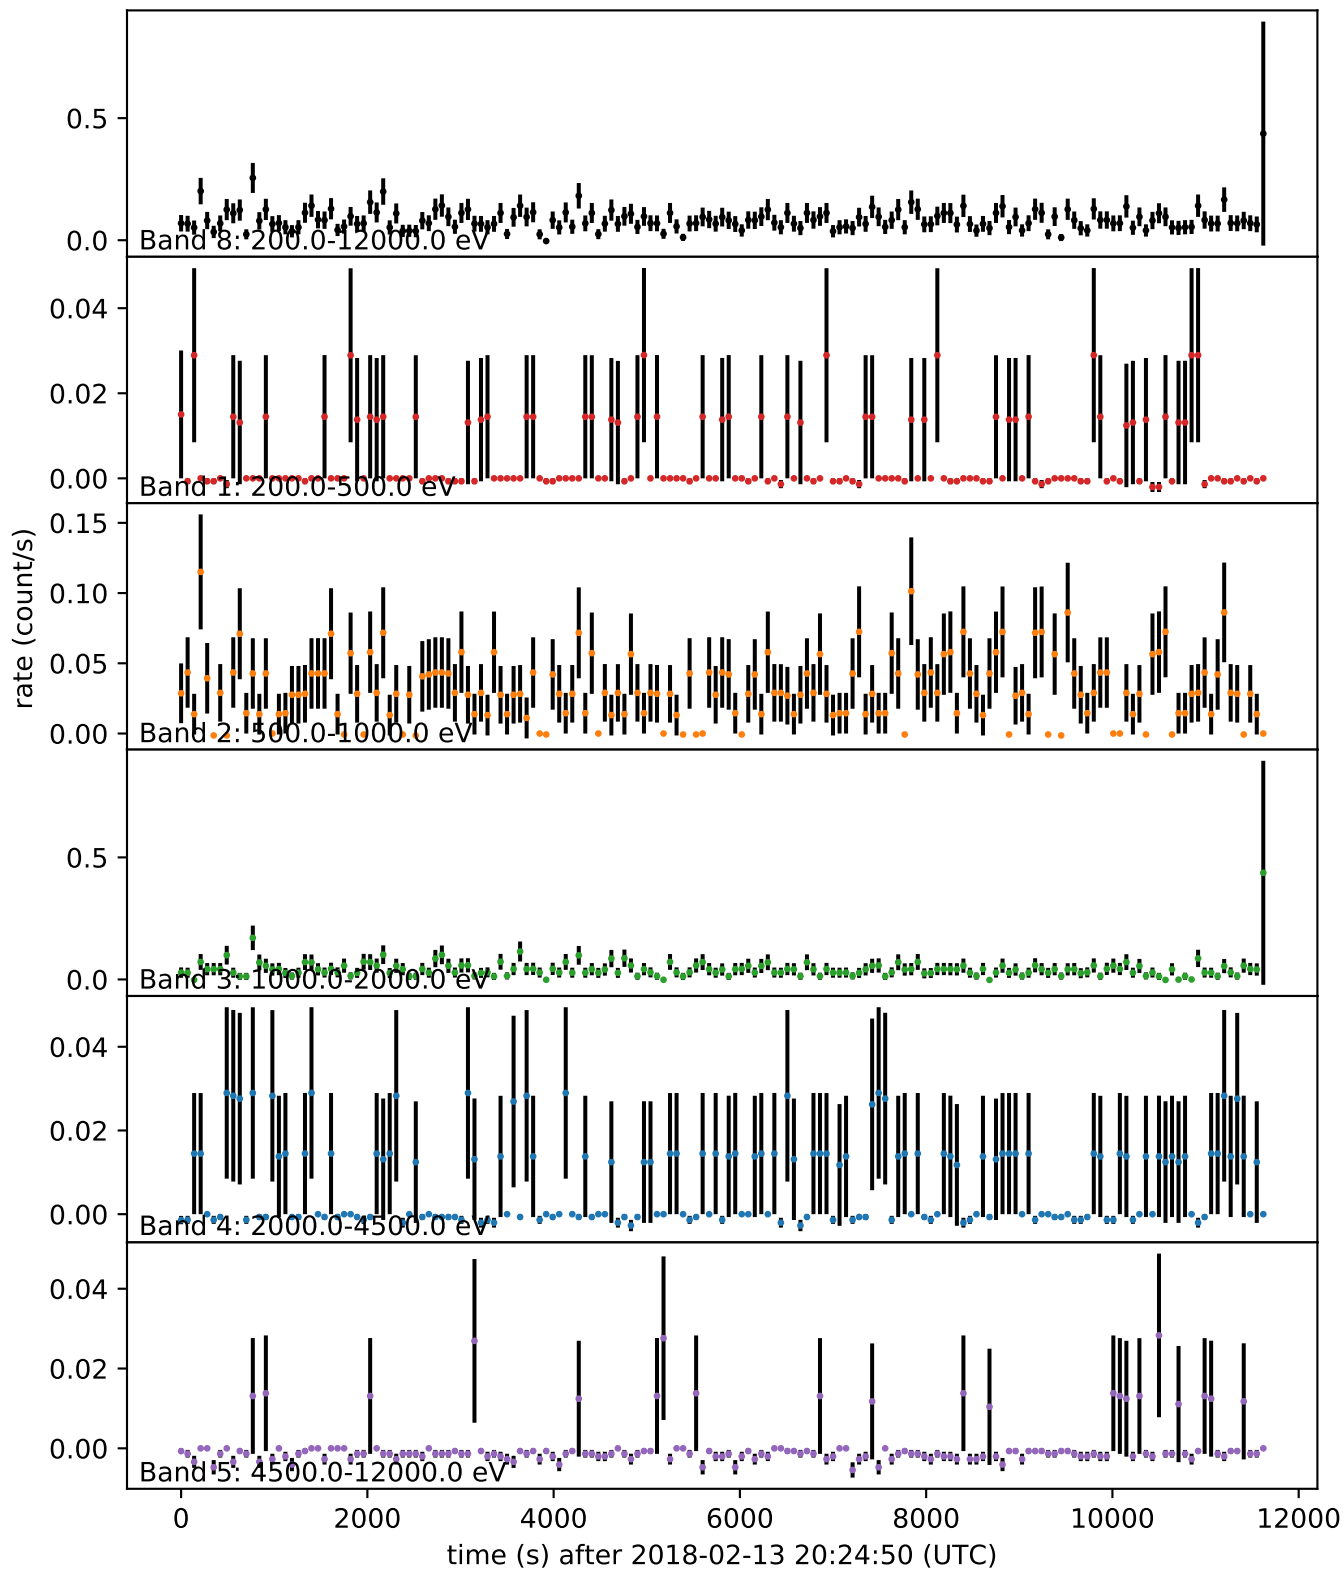 0.5
0.0
Band 8: 200.0-12000.0 eV
0.04
0.02
0.00
Band 1: 200.0-500.0 eV
0.15
0.10
0.05
0.00
Band 2: 500.0-1000.0 eV
rate (count/s)
0.5
0.0
Band 3: 1000.0-2000.0 eV
0.04
0.02
0.00
Band 4: 2000.0-4500.0 eV
0.04
0.02
0.00
Band 5: 4500.0-12000.0 eV
0 2000 4000 6000 8000 10000 12000
time (s) after 2018-02-13 20:24:50 (UTC)